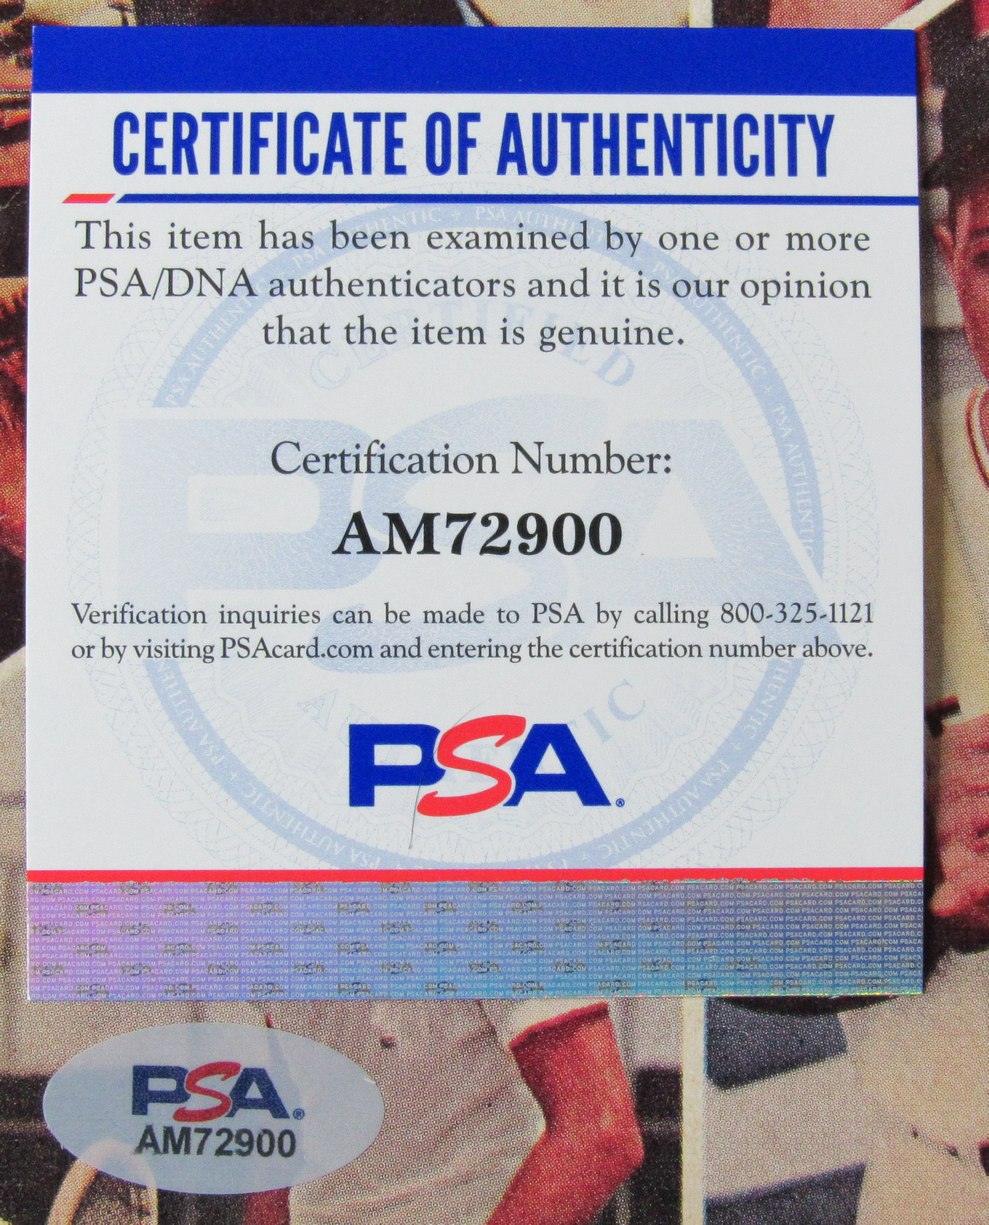 CERTIFICATE OF AUTHENTICITY
This item has been examined by one or more
PSA/DNA authenticators and it is our opinion
that the item is genuine.
Certification Number:
AM72900
Verification inquiries can be made to PSA by calling 800-325-1121
or by visiting PSAcard.com and entering the certification number above.
PSA®
PSA®
AM72900